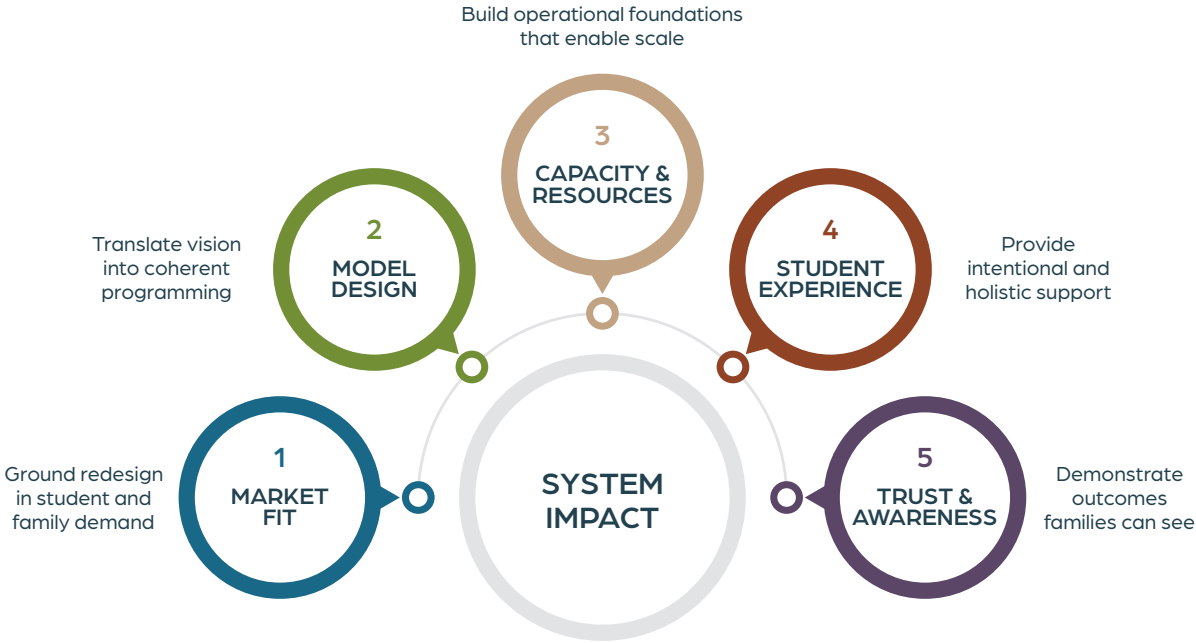 Build operational foundations
that enable scale
3
CAPACITY &
RESOURCES
2
MODEL
DESIGN
Translate vision
into coherent
programming
4
STUDENT
EXPERIENCE
Provide
intentional and
holistic support
1
MARKET
FIT
Ground redesign
in student and
family demand
SYSTEM
IMPACT
5
TRUST &
AWARENESS
Demonstrate
outcomes
families can see